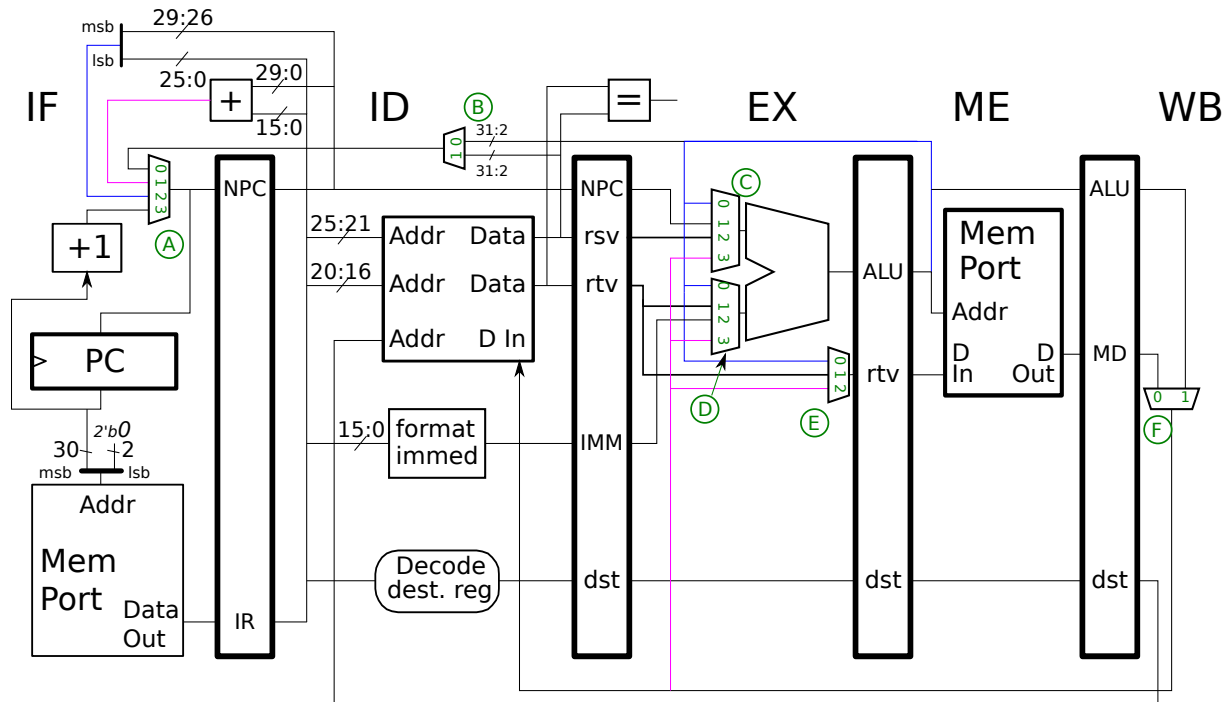 msb
29:26
lsb
25:0
+
29:0
15:0
IF
ID
EX
ME
WB
B
=
0
1
31:2
31:2
0
1
2
3
A
+1
PC
2'b0
30
2
msb
lsb
Addr
Mem
Port
Data
Out
NPC
IR
25:21
20:16
Addr
Data
Addr
Data
Addr
D In
15:0
format
immed
Decode
dest. reg
NPC
rsv
rtv
IMM
dst
C
0
1
2
3
0
1
2
3
D
0
1
2
E
ALU
rtv
dst
Mem
Port
Addr
D
In
D
Out
ALU
MD
dst
0
1
F